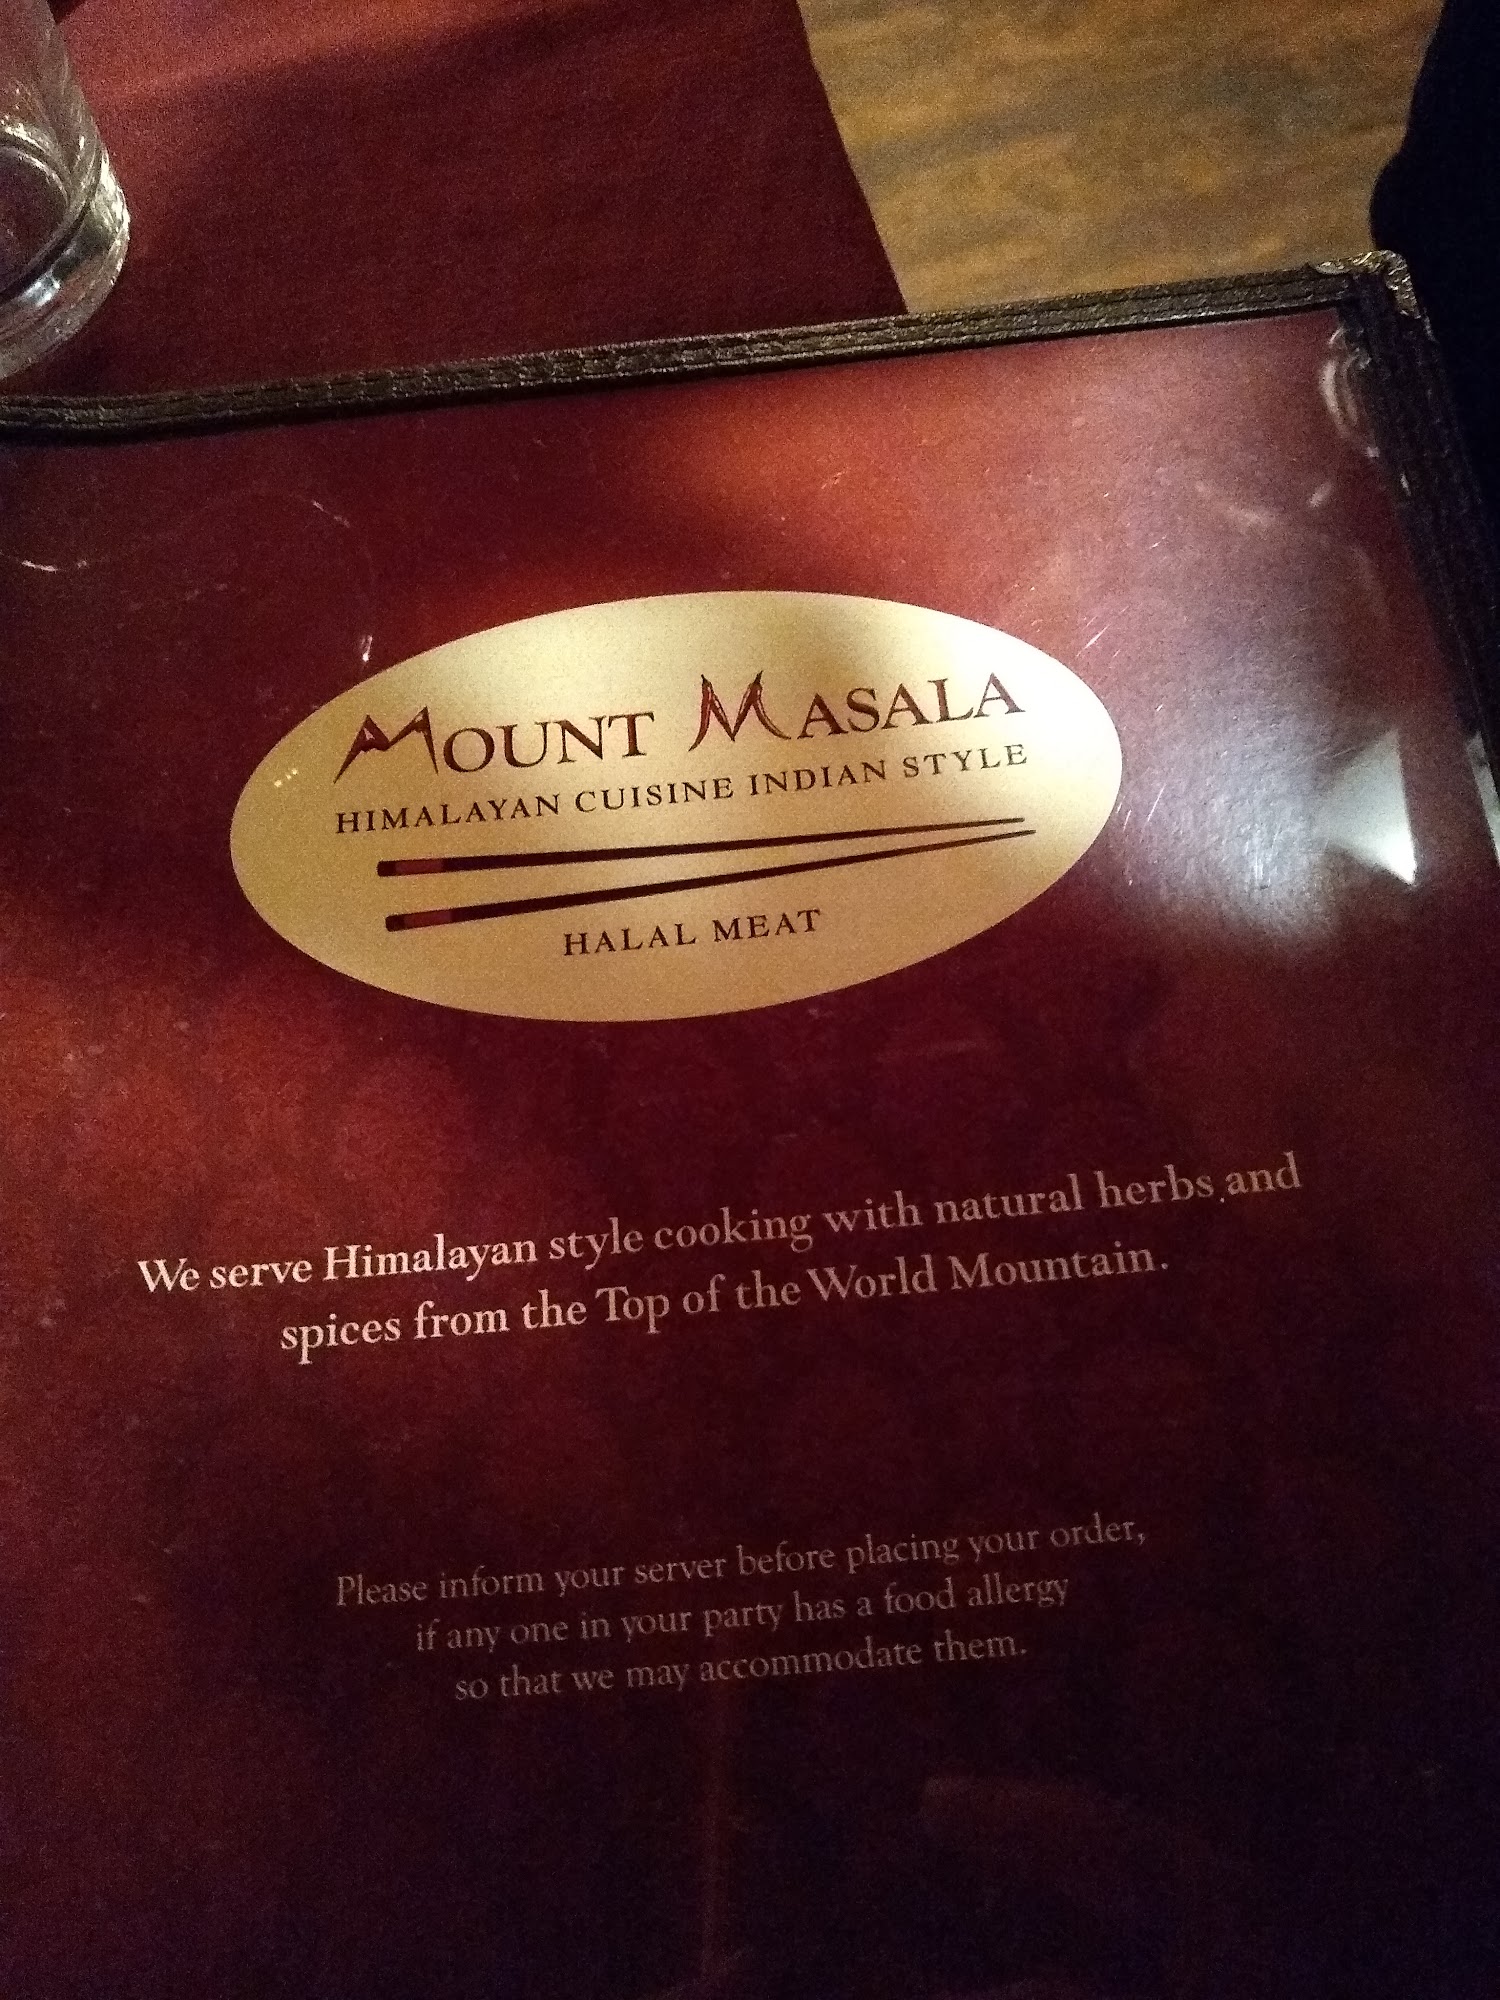 MOUNT MASALA
HIMALAYAN CUISINE INDIAN STYLE
HALAL MEAT
We serve Himalayan style cooking with natural herbs and
spices from the Top of the World Mountain.
Please inform your server before placing your order,
if any one in your party has a food allergy
so that we may accommodate them.